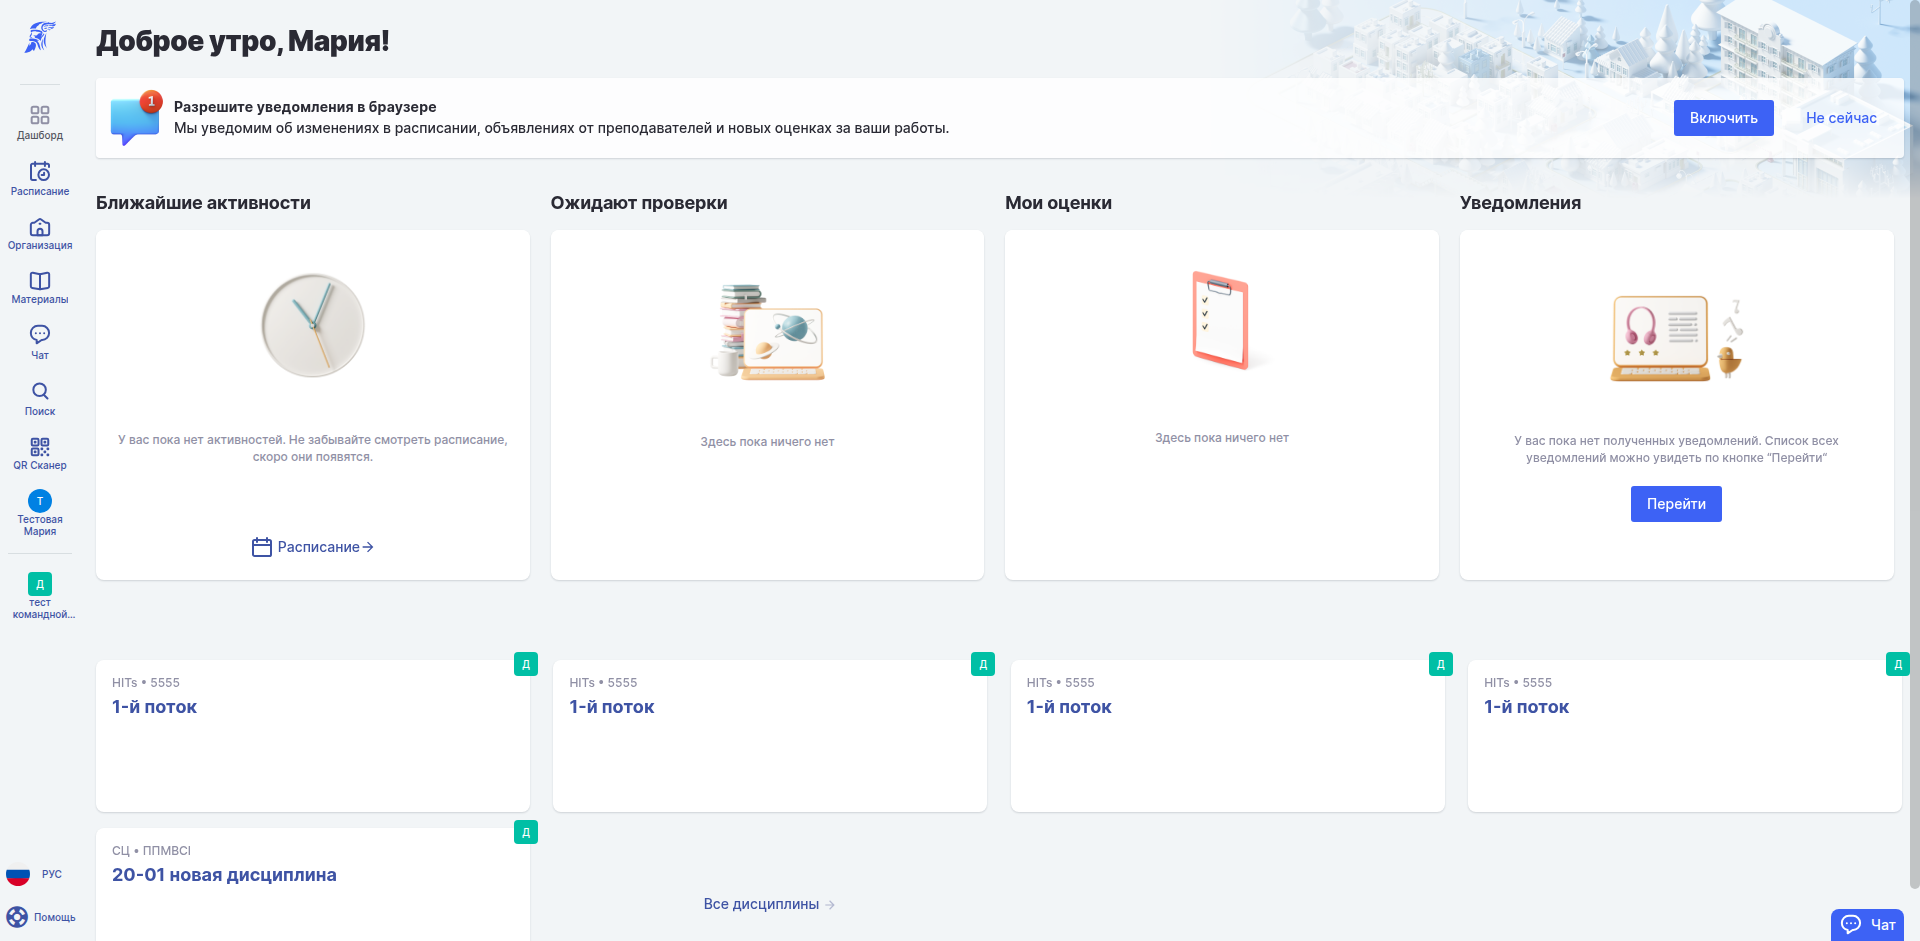 Доброе утро, Мария!
1
Разрешите уведомления в браузере
Мы уведомим об изменениях в расписании, объявлениях от преподавателей и новых оценках за ваши работы.
Включить
Не сейчас
Дашборд
Расписание
Организация
Материалы
Чат
Поиск
QR Сканер
Т
Тестовая
Мария
Д
тест
командной...
РУС
Помощь
Ближайшие активности
У вас пока нет активностей. Не забывайте смотреть расписание,
скоро они появятся.
Расписание
Ожидают проверки
Здесь пока ничего нет
Мои оценки
Здесь пока ничего нет
Уведомления
У вас пока нет полученных уведомлений. Список всех
уведомлений можно увидеть по кнопке “Перейти“
Перейти
Д
HITs • 5555
1-й поток
Д
HITs • 5555
1-й поток
Д
HITs • 5555
1-й поток
Д
HITs • 5555
1-й поток
Д
СЦ • ППМВСІ
20-01 новая дисциплина
Все дисциплины
Чат